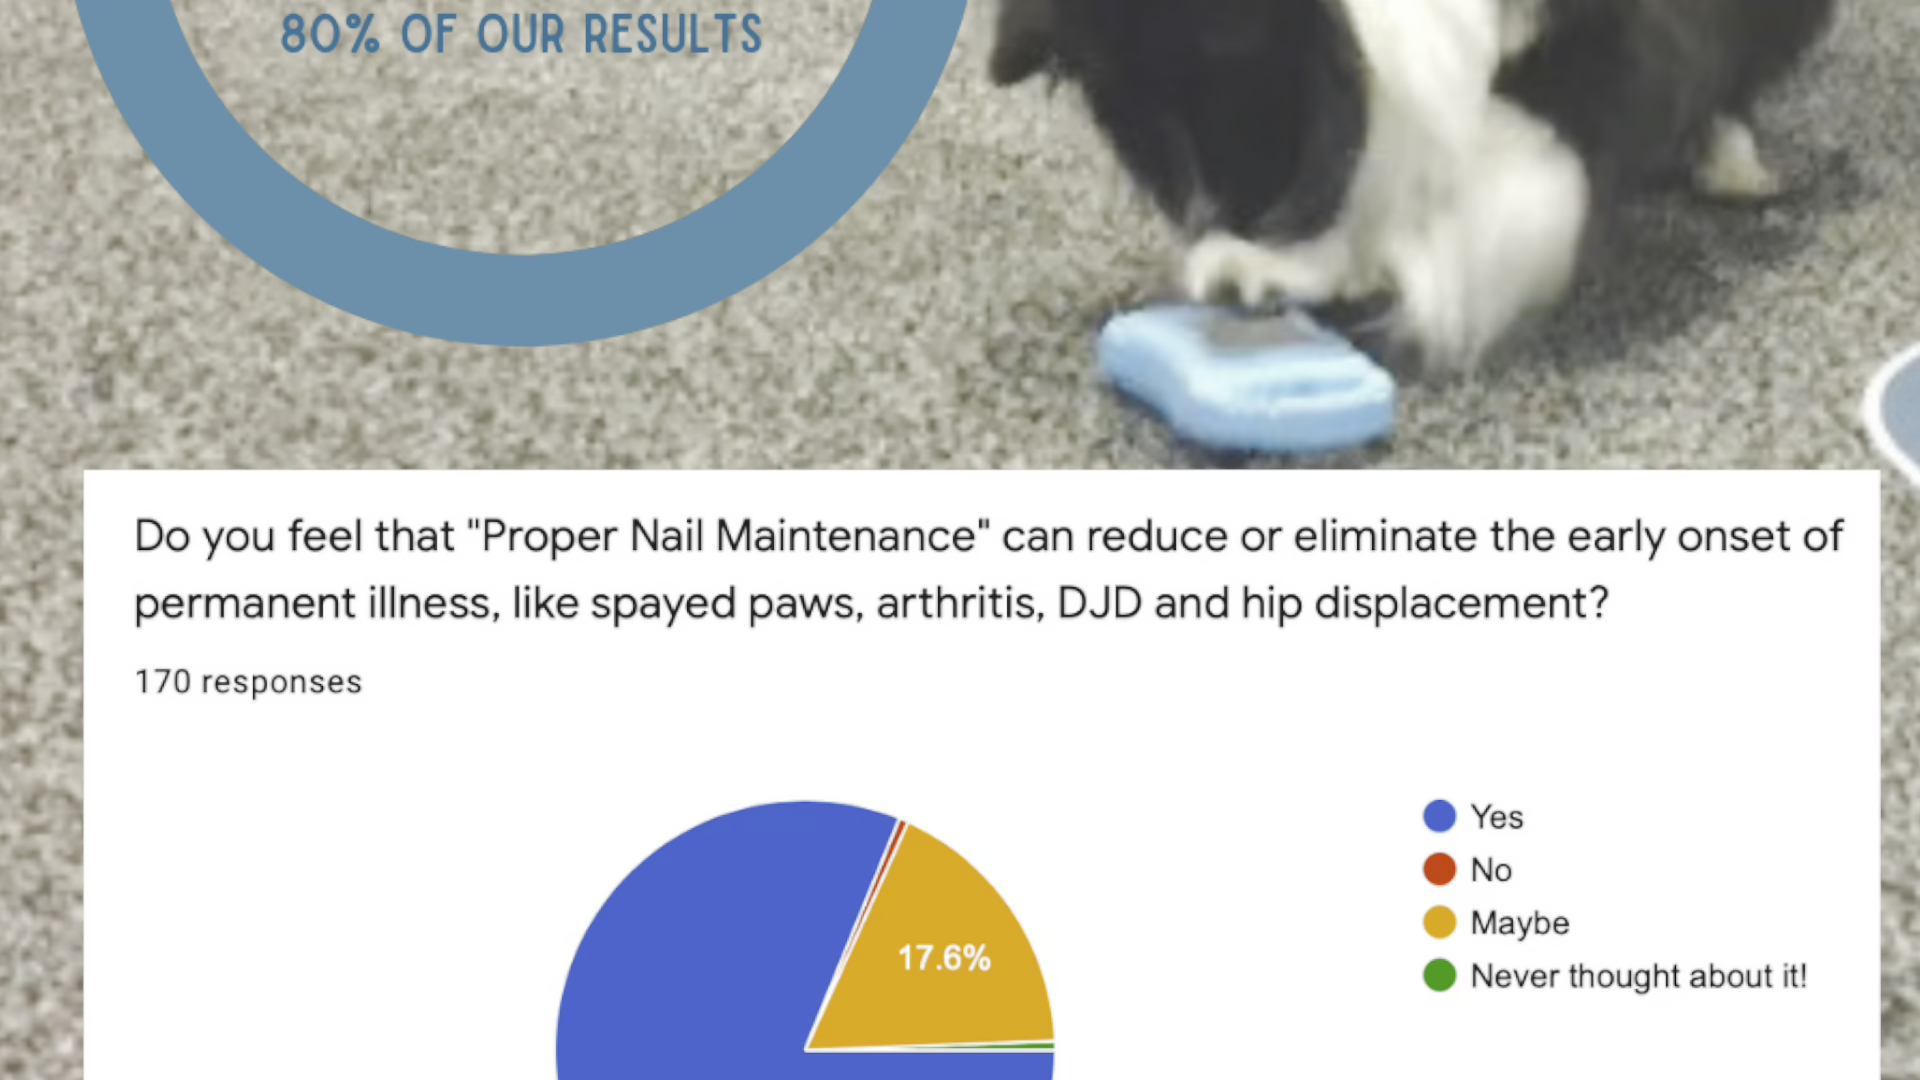 80% OF OUR RESULTS
Do you feel that "Proper Nail Maintenance" can reduce or eliminate the early onset of
permanent illness, like spayed paws, arthritis, DJD and hip displacement?
170 responses
17.6%
Yes
No
Maybe
Never thought about it!